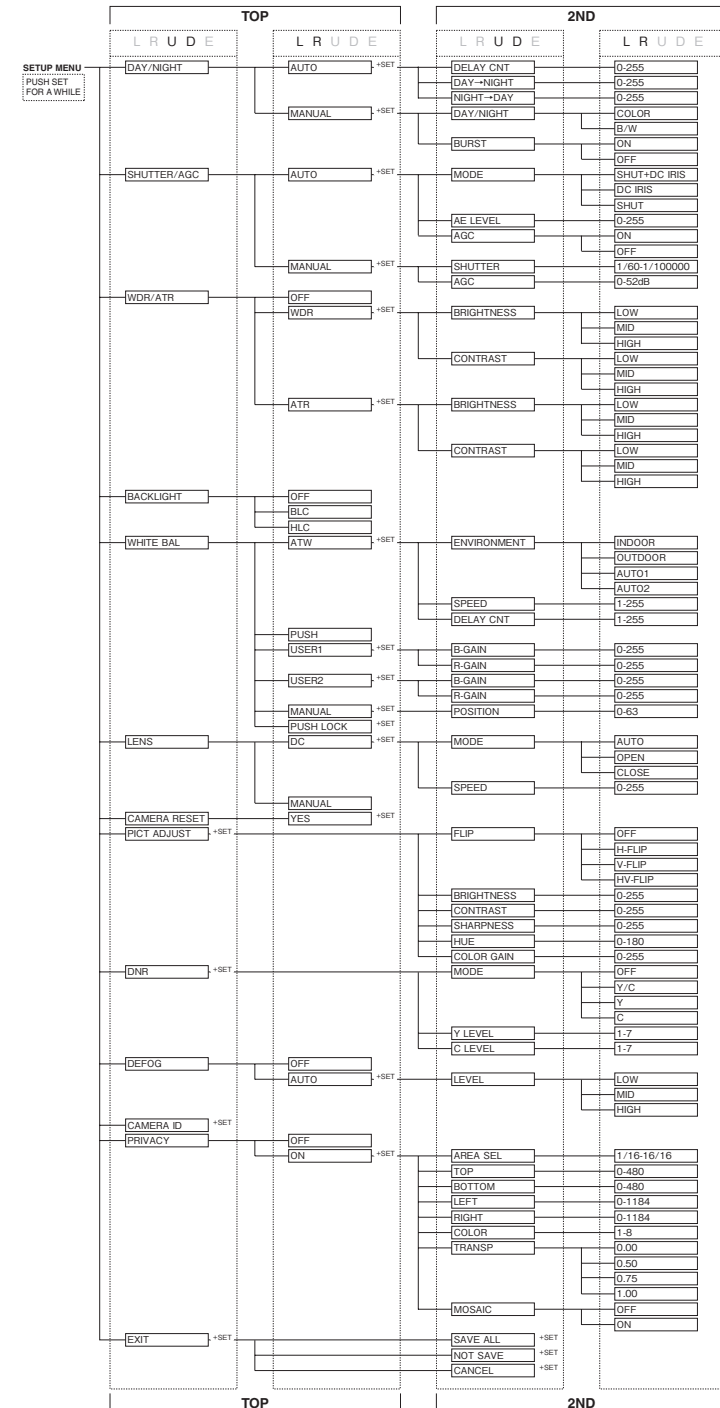 TOP 2ND
L R U D E L R U D E L R U D E L R U D E
SETUP MENU DAY/NIGHT AUTO +SET DELAY CNT 0-255
PUSH SET DAY→NIGHT 0-255
FOR A WHILE NIGHT→DAY 0-255
MANUAL +SET DAY/NIGHT COLOR
B/W
BURST ON
OFF
SHUTTER/AGC AUTO +SET MODE SHUT+DC IRIS
DC IRIS
SHUT
AE LEVEL 0-255
AGC ON
OFF
MANUAL +SET SHUTTER 1/60-1/100000
AGC 0-52dB
WDR/ATR OFF
WDR +SET BRIGHTNESS LOW
MID
HIGH
CONTRAST LOW
MID
HIGH
ATR +SET BRIGHTNESS LOW
MID
HIGH
CONTRAST LOW
MID
HIGH
BACKLIGHT OFF
BLC
HLC
WHITE BAL ATW +SET ENVIRONMENT INDOOR
OUTDOOR
AUTO1
AUTO2
SPEED 1-255
DELAY CNT 1-255
PUSH
USER1 +SET B-GAIN 0-255
R-GAIN 0-255
USER2 +SET B-GAIN 0-255
R-GAIN 0-255
MANUAL +SET POSITION 0-63
PUSH LOCK +SET
LENS DC +SET MODE AUTO
OPEN
CLOSE
SPEED 0-255
MANUAL
CAMERA RESET YES +SET
PICT ADJUST +SET FLIP OFF
H-FLIP
V-FLIP
HV-FLIP
BRIGHTNESS 0-255
CONTRAST 0-255
SHARPNESS 0-255
HUE 0-180
COLOR GAIN 0-255
DNR +SET MODE OFF
Y/C
Y
C
Y LEVEL 1-7
C LEVEL 1-7
DEFOG OFF
AUTO +SET LEVEL LOW
MID
HIGH
CAMERA ID +SET
PRIVACY OFF
ON +SET AREA SEL 1/16-16/16
TOP 0-480
BOTTOM 0-480
LEFT 0-1184
RIGHT 0-1184
COLOR 1-8
TRANSP 0.00
0.50
0.75
1.00
MOSAIC OFF
ON
EXIT +SET SAVE ALL +SET
NOT SAVE +SET
CANCEL +SET
TOP 2ND